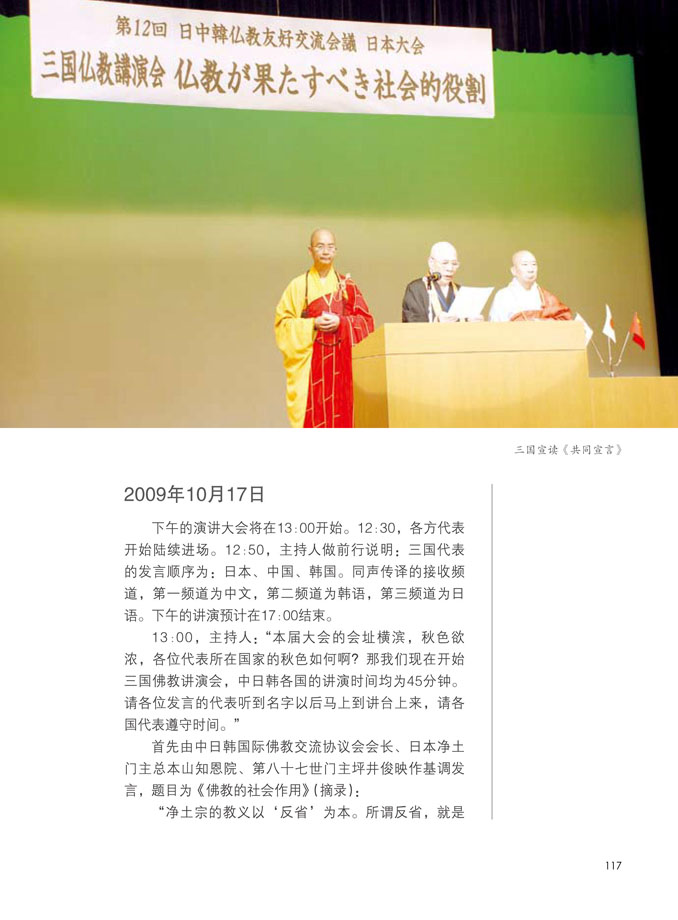 第12回 日中韓仏教友好交流会議 日本大会
三国仏教講演会 仏教が果たすべき社会的役割
三国宣读《共同宣言》
2009年10月17日
下午的演讲大会将在13:00开始。12:30，各方代表
开始陆续进场。12:50，主持人做前行说明：三国代表
的发言顺序为：日本、中国、韩国。同声传译的接收频
道，第一频道为中文，第二频道为韩语，第三频道为日
语。下午的讲演预计在17:00结束。
13:00，主持人：“本届大会的会址横滨，秋色欲
浓，各位代表所在国家的秋色如何啊？那我们现在开始
三国佛教讲演会，中日韩各国的讲演时间均为45分钟。
请各位发言的代表听到名字以后马上到讲台上来，请各
国代表遵守时间。”
首先由中日韩国际佛教交流协议会会长、日本净土
门主总本山知恩院、第八十七世门主坪井俊映作基调发
言，题目为《佛教的社会作用》（摘录）：
“净土宗的教义以‘反省’为本。所谓反省，就是
117